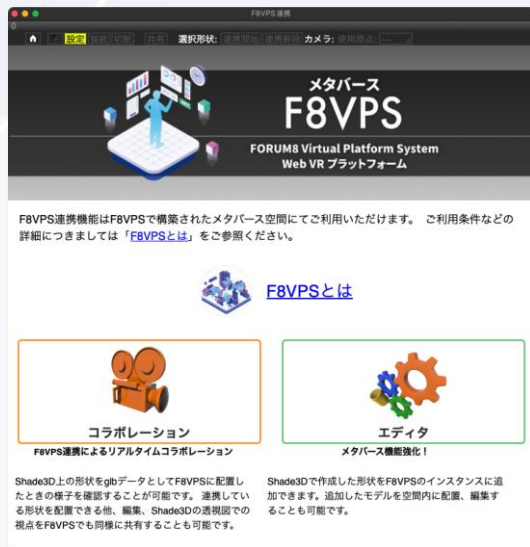 F8VPS連携
設定 接続 切断 共有 選択形状: 連携開始 連携解除 カメラ: 使用原点:
メタバース
F8VPS
FORUM8 Virtual Platform System
Web VR プラットフォーム
F8VPS連携機能はF8VPSで構築されたメタバース空間にてご利用いただけます。 ご利用条件などの
詳細につきましては「F8VPSとは」をご参照ください。
F8VPSとは
コラボレーション
F8VPS連携によるリアルタイムコラボレーション
Shade3D上の形状をglbデータとしてF8VPSに配置し
たときの様子を確認することが可能です。 連携してい
る形状を配置できる他、編集、Shade3Dの透視図での
視点をF8VPSでも同様に共有することも可能です。
エディタ
メタバース機能強化！
Shade3Dで作成した形状をF8VPSのインスタンスに追
加できます。追加したモデルを空間内に配置、編集す
ることも可能です。